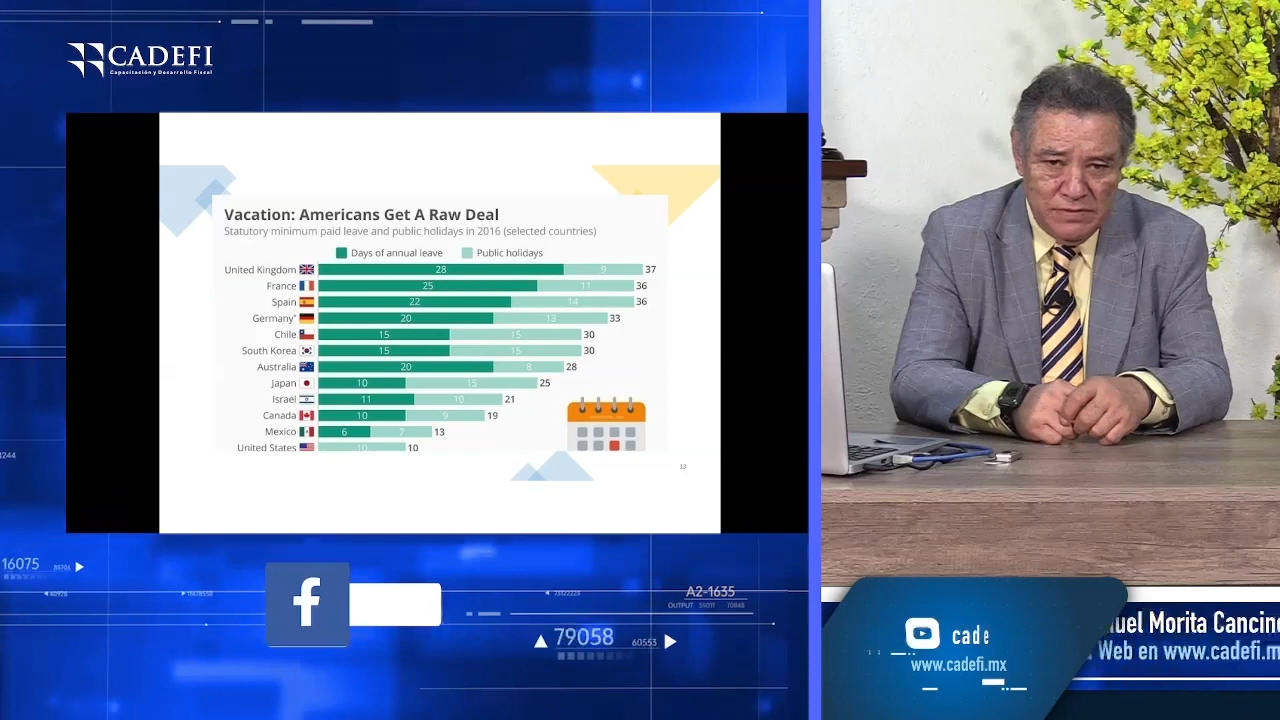 CADEFI
Capacitación y Desarrollo Fiscal
Vacation: Americans Get A Raw Deal
Statutory minimum paid leave and public holidays in 2016 (selected countries)
Days of annual leave Public holidays
United Kingdom 28 9 37
France 25 11 36
Spain 22 14 36
Germany* 20 13 33
Chile 15 15 30
South Korea 15 15 30
Australia 20 8 28
Japan 10 15 25
Israel 11 10 21
Canada 10 9 19
Mexico 6 7 13
United States 10 10
13
3244
16075
79058 60553
A2-1635
OUTPUT
f
cade
www.cadefi.mx
uel Morita Cancino
Web en www.cadefi.m